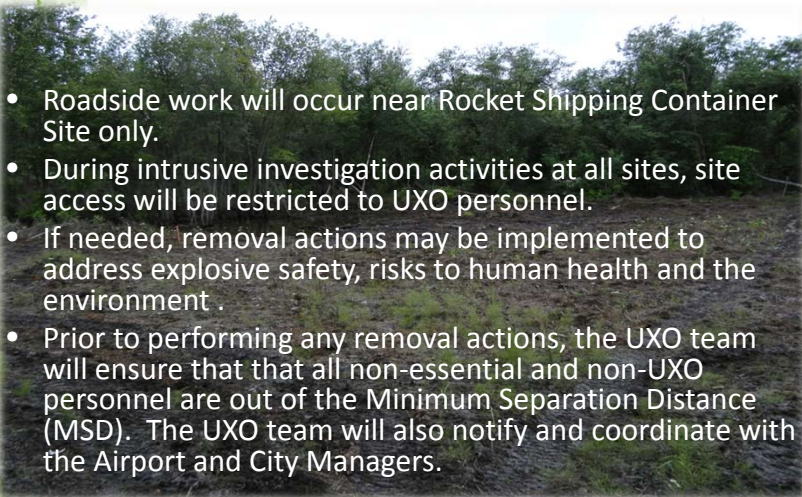 • Roadside work will occur near Rocket Shipping Container
Site only.
• During intrusive investigation activities at all sites, site
access will be restricted to UXO personnel.
• If needed, removal actions may be implemented to
address explosive safety, risks to human health and the
environment .
• Prior to performing any removal actions, the UXO team
will ensure that that all non-essential and non-UXO
personnel are out of the Minimum Separation Distance
(MSD).  The UXO team will also notify and coordinate with
the Airport and City Managers.